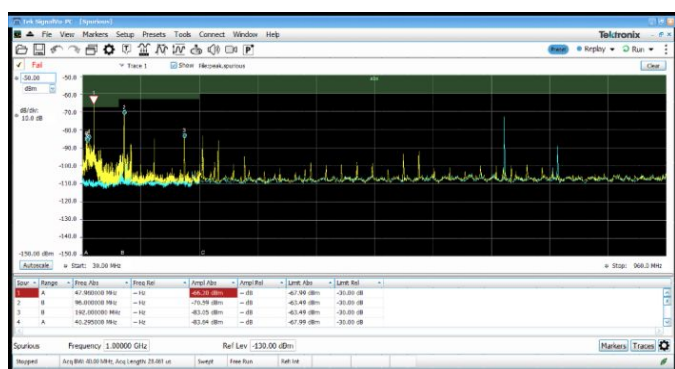 Tek SignalVu-PC - [Spurious]
File View Markers Setup Presets Tools Connect Window Help
Tektronix
Preset Replay Run
Fail Trace 1 Show Clear
-50.00 -50.0
dBm -60.0
dB/div: -70.0
10.0 dB
-80.0
-90.0
-100.0
-110.0
-120.0
-130.0
-140.0
-150.00 dBm -150.0 A B C
Autoscale Start: 30.00 MHz Stop: 960.0 MHz
Spur Range Freq Abs Freq Rel Ampl Abs Ampl Rel Limit Abs Limit Rel
1 A -- Hz -66.20 dBm -- dB -67.99 dBm -30.00 dB
2 B 96.000000 MHz -- Hz -70.59 dBm -- dB -63.49 dBm -30.00 dB
3 B 192.000000 MHz -- Hz -83.05 dBm -- dB -63.49 dBm -30.00 dB
4 A 40.295000 MHz -- Hz -83.64 dBm -- dB -67.99 dBm -30.00 dB
Spurious Frequency 1.00000 GHz Ref Lev -130.00 dBm Markers Traces
Stopped Swept Free Run Ref: Int